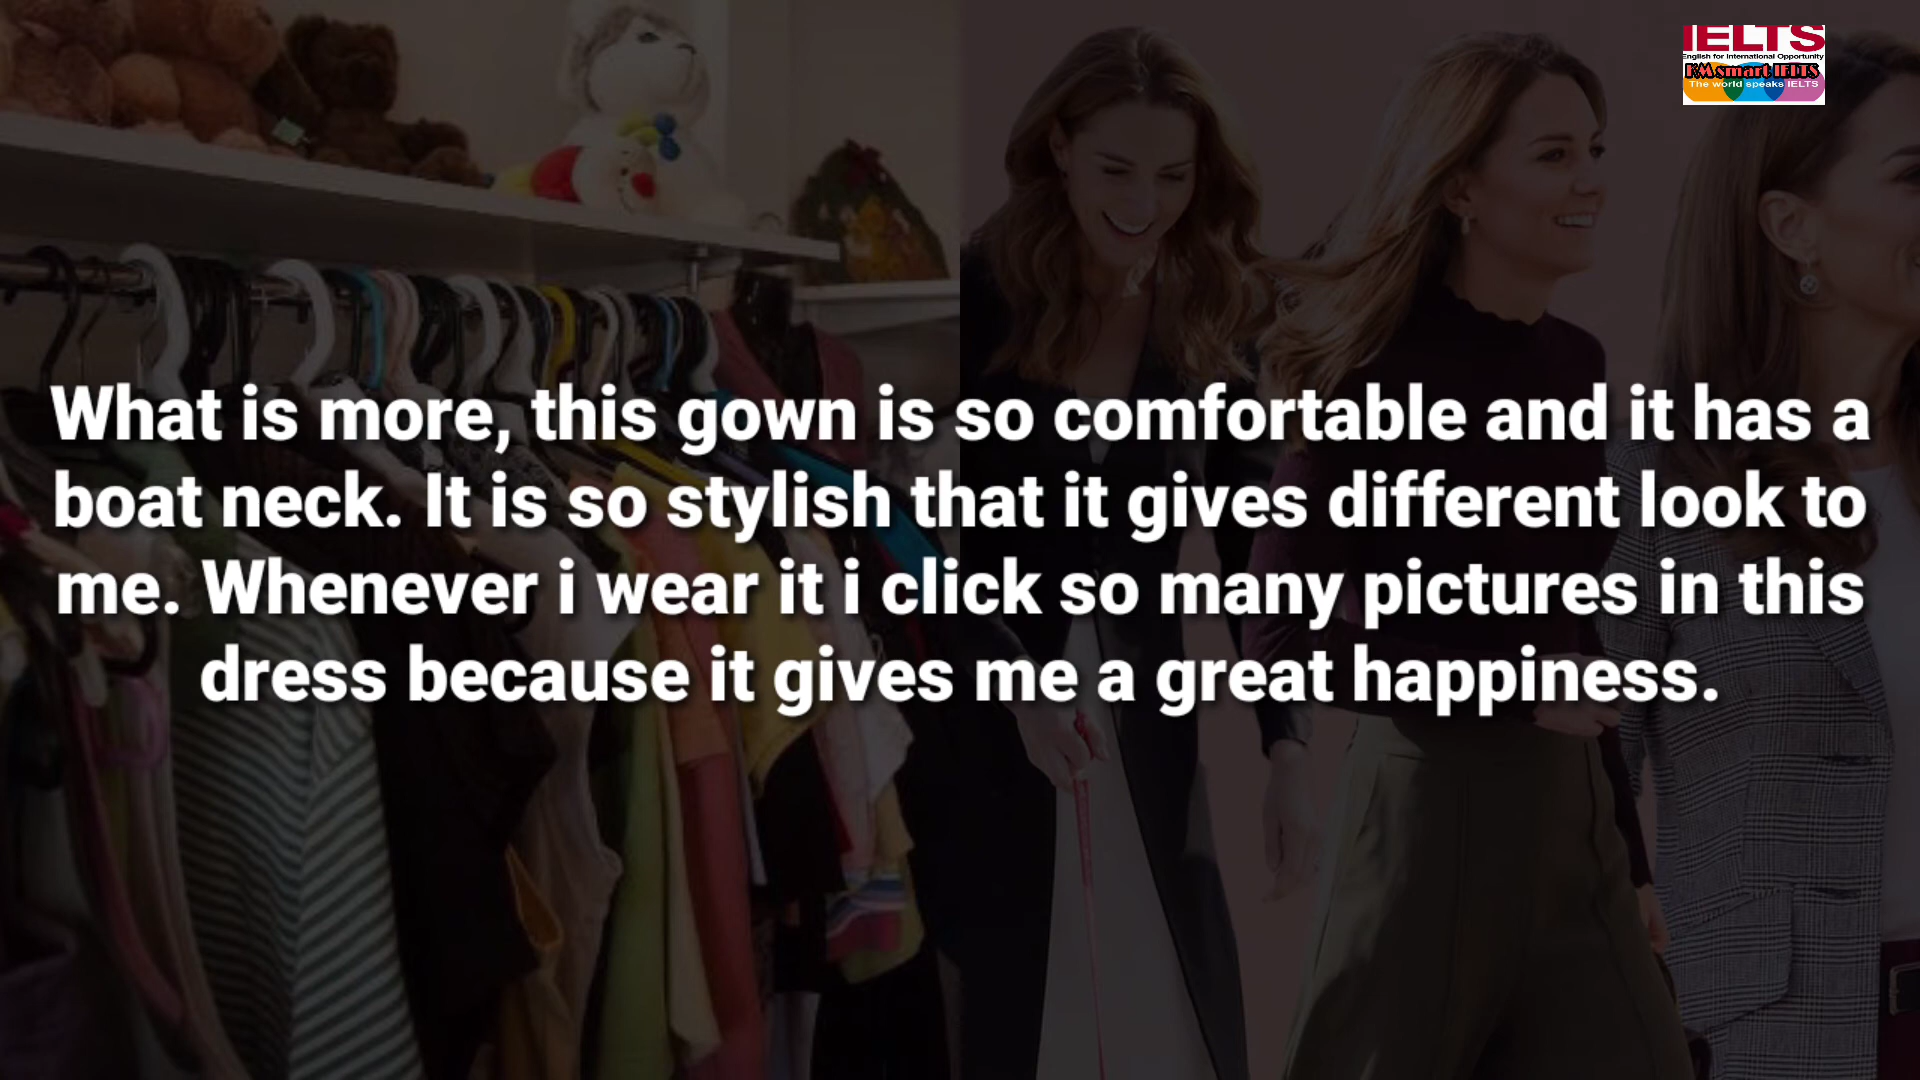 IELTS
English for International Opportunity
KM smart IELTS
The world speaks IELTS
What is more, this gown is so comfortable and it has a
boat neck. It is so stylish that it gives different look to
me. Whenever i wear it i click so many pictures in this
dress because it gives me a great happiness.